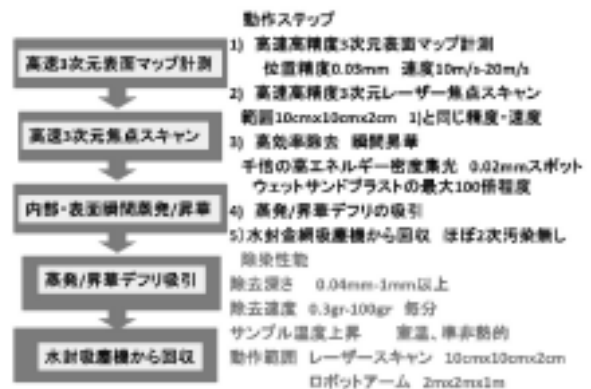 動作ステップ
高速3次元表面マップ計測
1) 高速高精度3次元表面マップ計測
位置精度0.03mm 速度10m/s-20m/s
高速3次元焦点スキャン
2) 高速高精度3次元レーザー焦点スキャン
範囲10cmx10cmx2cm 1)と同じ精度・速度
3) 高効率除去 瞬間昇華
千倍の高エネルギー密度集光 0.02mmスポット
ウェットサンドブラストの最大100倍程度
内部・表面瞬間蒸発/昇華
4) 蒸発/昇華デフリの吸引
5)水封金網吸塵機から回収 ほぼ2次汚染無し
蒸発/昇華デフリ吸引
除染性能
除去深さ 0.04mm-1mm以上
除去速度 0.3gr-100gr 毎分
サンプル温度上昇 室温、準非熱的
水封吸塵機から回収
動作範囲 レーザースキャン 10cmx10cmx2cm
ロボットアーム 2mx2mx1m